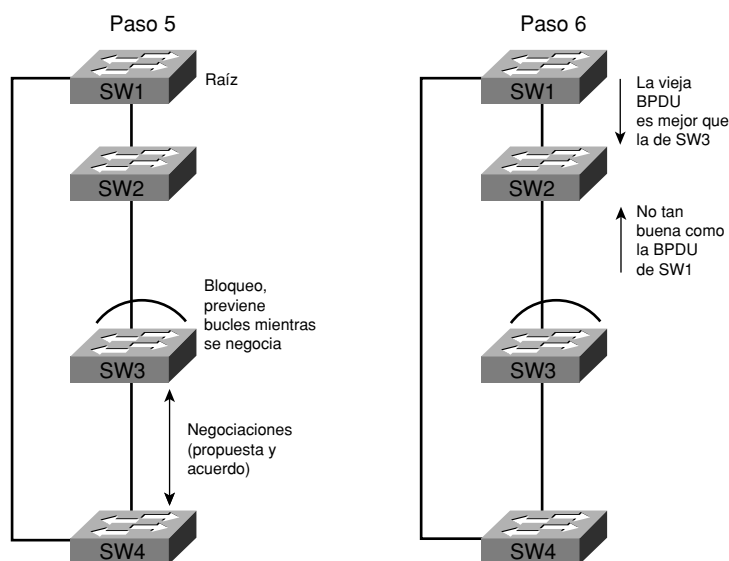 Paso 5
SW1
Raíz
SW2
Bloqueo,
previene
bucles mientras
se negocia
SW3
Negociaciones
(propuesta y
acuerdo)
SW4
Paso 6
SW1
La vieja
BPDU
es mejor que
la de SW3
SW2
No tan
buena como
la BPDU
de SW1
SW3
SW4